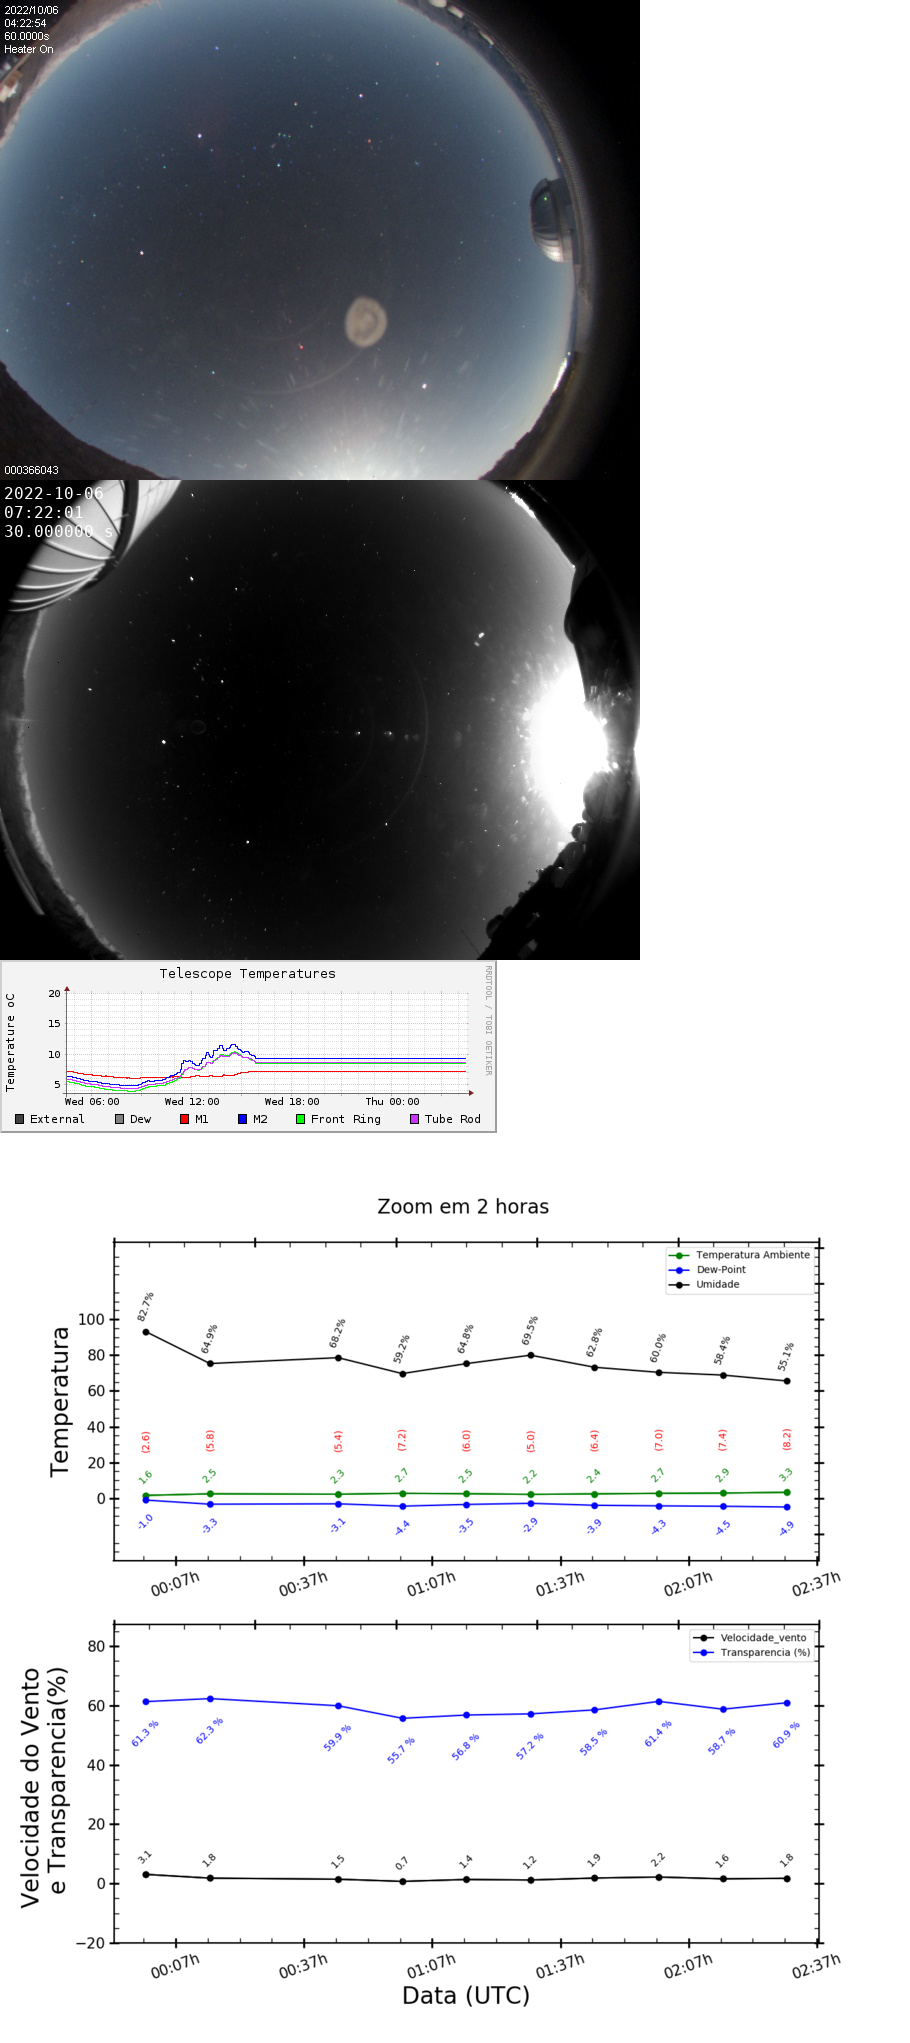 2022/10/06
04:22:54
60.0000s
Heater On
000366043
2022-10-06
07:22:01
30.000000 s
Telescope Temperatures
RRDTOOL / TOBI OETIKER
Temperature oC
20
15
10
5
Wed 06:00 Wed 12:00 Wed 18:00 Thu 00:00
External Dew M1 M2 Front Ring Tube Rod
Zoom em 2 horas
Temperatura Ambiente
Dew-Point
Umidade
Temperatura
100
80
60
40
20
0
82.7% 64.9% 68.2% 59.2% 64.8% 69.5% 62.8% 60.0% 58.4% 55.1%
(2.6) (5.8) (5.4) (7.2) (6.0) (5.0) (6.4) (7.0) (7.4) (8.2)
1.6 2.5 2.3 2.7 2.5 2.2 2.4 2.7 2.9 3.3
-1.0 -3.3 -3.1 -4.4 -3.5 -2.9 -3.9 -4.3 -4.5 -4.9
00:07h 00:37h 01:07h 01:37h 02:07h 02:37h
Velocidade_vento
Transparencia (%)
Velocidade do Vento
e Transparencia(%)
80
60
40
20
0
−20
61.3 % 62.3 % 59.9 % 55.7 % 56.8 % 57.2 % 58.5 % 61.4 % 58.7 % 60.9 %
3.1 1.8 1.5 0.7 1.4 1.2 1.9 2.2 1.6 1.8
00:07h 00:37h 01:07h 01:37h 02:07h 02:37h
Data (UTC)